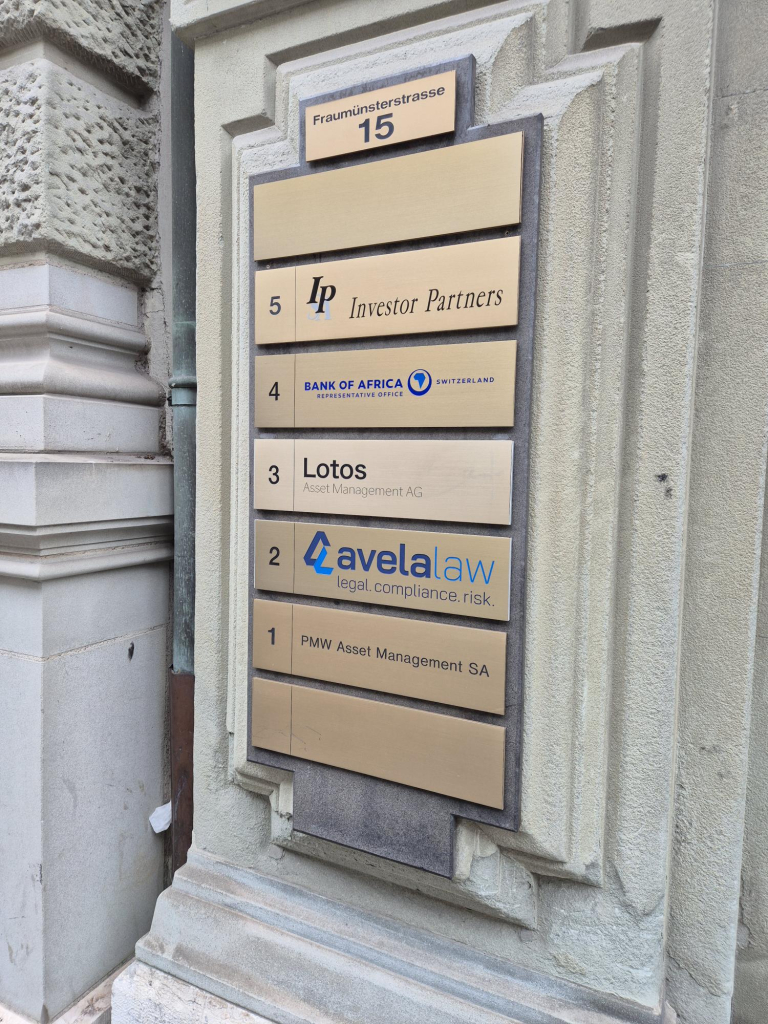 Fraumünsterstrasse
15
5 Ip Investor Partners
4 BANK OF AFRICA SWITZERLAND
REPRESENTATIVE OFFICE
3 Lotos
Asset Management AG
2 avelalaw
legal.compliance.risk.
1 PMW Asset Management SA